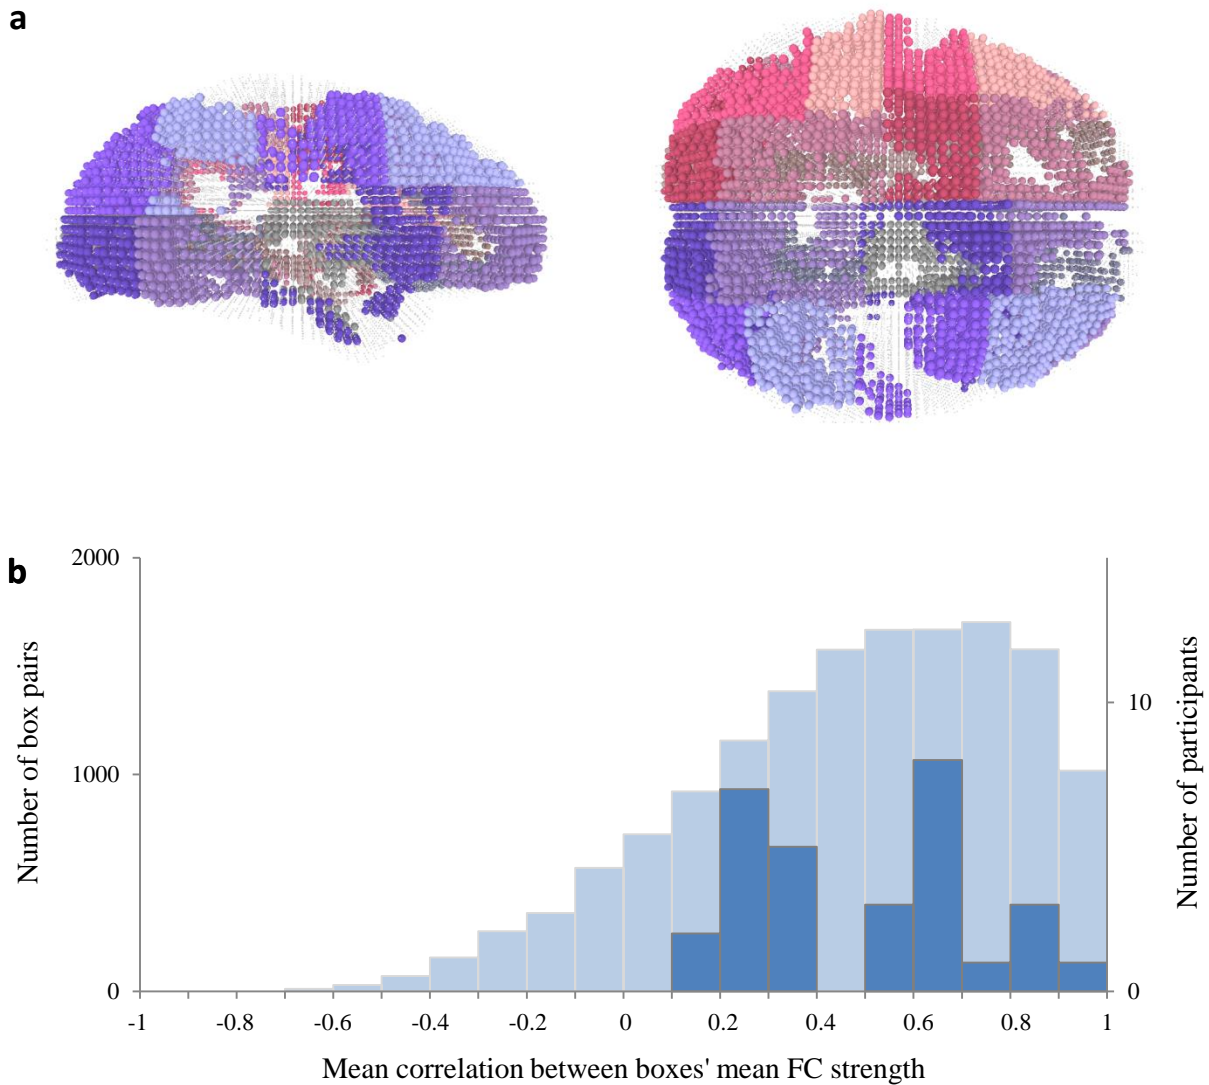 a
b
2000
1000
0
Number of box pairs
10
0
Number of participants
-1 -0.8 -0.6 -0.4 -0.2 0 0.2 0.4 0.6 0.8 1
Mean correlation between boxes' mean FC strength